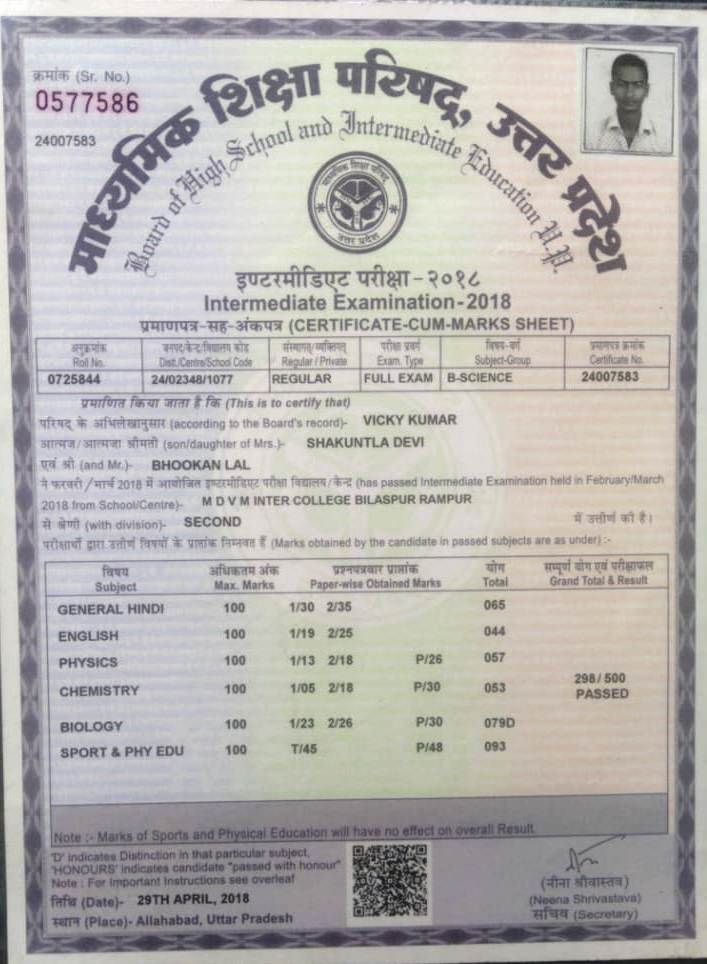 क्रमांक (Sr. No.)
0577586
24007583
माध्यमिक शिक्षा परिषद्, उत्तर प्रदेश
Board of High School and Intermediate Education U.P.
माध्यमिक शिक्षा परिषद्
उत्तर प्रदेश
इण्टरमीडिएट परीक्षा - २०१८
Intermediate Examination - 2018
प्रमाणपत्र-सह-अंकपत्र (CERTIFICATE-CUM-MARKS SHEET)
अनुक्रमांक जनपद/केन्द्र/विद्यालय कोड संस्थागत/व्यक्तिगत परीक्षा प्रवर्ग विषय-वर्ग प्रमाणपत्र क्रमांक
Roll No. Dist./Centre/School Code Regular / Private Exam. Type Subject-Group Certificate No.
0725844 24/02348/1077 REGULAR FULL EXAM B-SCIENCE 24007583
प्रमाणित किया जाता है कि (This is to certify that)
परिषद् के अभिलेखानुसार (according to the Board's record)- VICKY KUMAR
आत्मज/आत्मजा श्रीमती (son/daughter of Mrs.)- SHAKUNTLA DEVI
एवं श्री (and Mr.)- BHOOKAN LAL
ने फरवरी/मार्च 2018 में आयोजित इण्टरमीडिएट परीक्षा विद्यालय/केन्द्र (has passed Intermediate Examination held in February/March
2018 from School/Centre)- M D V M INTER COLLEGE BILASPUR RAMPUR
से श्रेणी (with division)- SECOND में उत्तीर्ण की है।
परीक्षार्थी द्वारा उत्तीर्ण विषयों के प्राप्तांक निम्नवत हैं (Marks obtained by the candidate in passed subjects are as under) :-
विषय अधिकतम अंक प्रश्नपत्रवार प्राप्तांक योग सम्पूर्ण योग एवं परीक्षाफल
Subject Max. Marks Paper-wise Obtained Marks Total Grand Total & Result
GENERAL HINDI 100 1/30 2/35 065
ENGLISH 100 1/19 2/25 044
PHYSICS 100 1/13 2/18 P/26 057
CHEMISTRY 100 1/05 2/18 P/30 053
298/500
PASSED
BIOLOGY 100 1/23 2/26 P/30 079D
SPORT & PHY EDU 100 T/45 P/48 093
Note :- Marks of Sports and Physical Education will have no effect on overall Result.
'D' indicates Distinction in that particular subject,
'HONOURS' indicates candidate "passed with honour"
Note : For Important Instructions see overleaf
तिथि (Date)- 29TH APRIL, 2018
स्थान (Place)- Allahabad, Uttar Pradesh
(नीना श्रीवास्तव)
(Neena Shrivastava)
सचिव (Secretary)